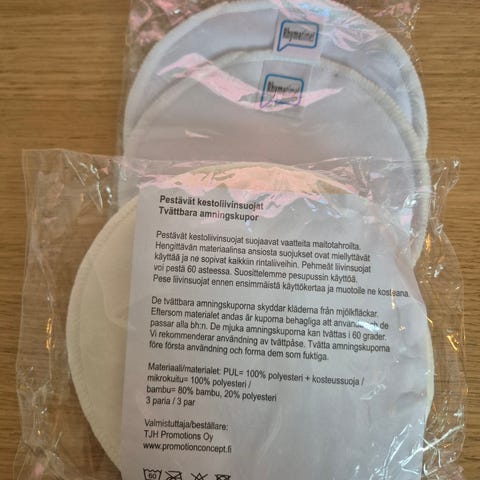 Rhymatime!
Rhymatime!
Pestävät kestoliivinsuojat
Tvättbara amningskupor
Pestävät kestoliivinsuojat suojaavat vaatteita maitotahroilta.
Hengittävän materiaalinsa ansiosta suojukset ovat miellyttävät
käyttää ja ne sopivat kaikkiin rintaliiveihin. Pehmeät liivinsuojat
voi pestä 60 asteessa. Suosittelemme pesupussin käyttöä.
Pese liivinsuojat ennen ensimmäistä käyttökertaa ja muotoile ne kosteana.
De tvättbara amningskuporna skyddar kläderna från mjölkfläckar.
Eftersom materialet andas är kuporna behagliga att använda och de
passar alla bh:n. De mjuka amningskuporna kan tvättas i 60 grader.
Vi rekommenderar användning av tvättpåse. Tvätta amningskuporna
före första användning och forma dem som fuktiga.
Materiaali/materialet: PUL= 100% polyesteri + kosteussuoja /
mikrokuitu= 100% polyesteri /
bambu= 80% bambu, 20% polyesteri
3 paria / 3 par
Valmistuttaja/beställare:
TJH Promotions Oy
www.promotionconcept.fi
60